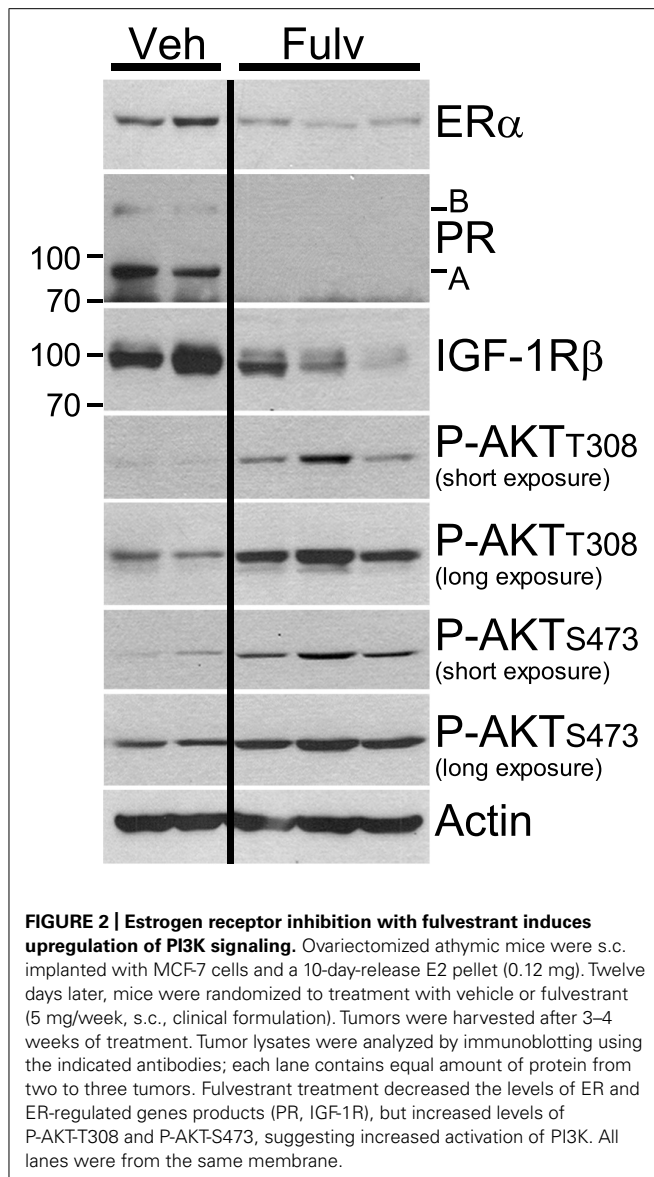 Veh Fulv
ERα
B
PR
100
A
70
100
IGF-1Rβ
70
P-AKTT308
(short exposure)
P-AKTT308
(long exposure)
P-AKTS473
(short exposure)
P-AKTS473
(long exposure)
Actin
FIGURE 2 | Estrogen receptor inhibition with fulvestrant induces
upregulation of PI3K signaling. Ovariectomized athymic mice were s.c.
implanted with MCF-7 cells and a 10-day-release E2 pellet (0.12 mg). Twelve
days later, mice were randomized to treatment with vehicle or fulvestrant
(5 mg/week, s.c., clinical formulation). Tumors were harvested after 3–4
weeks of treatment. Tumor lysates were analyzed by immunoblotting using
the indicated antibodies; each lane contains equal amount of protein from
two to three tumors. Fulvestrant treatment decreased the levels of ER and
ER-regulated genes products (PR, IGF-1R), but increased levels of
P-AKT-T308 and P-AKT-S473, suggesting increased activation of PI3K. All
lanes were from the same membrane.